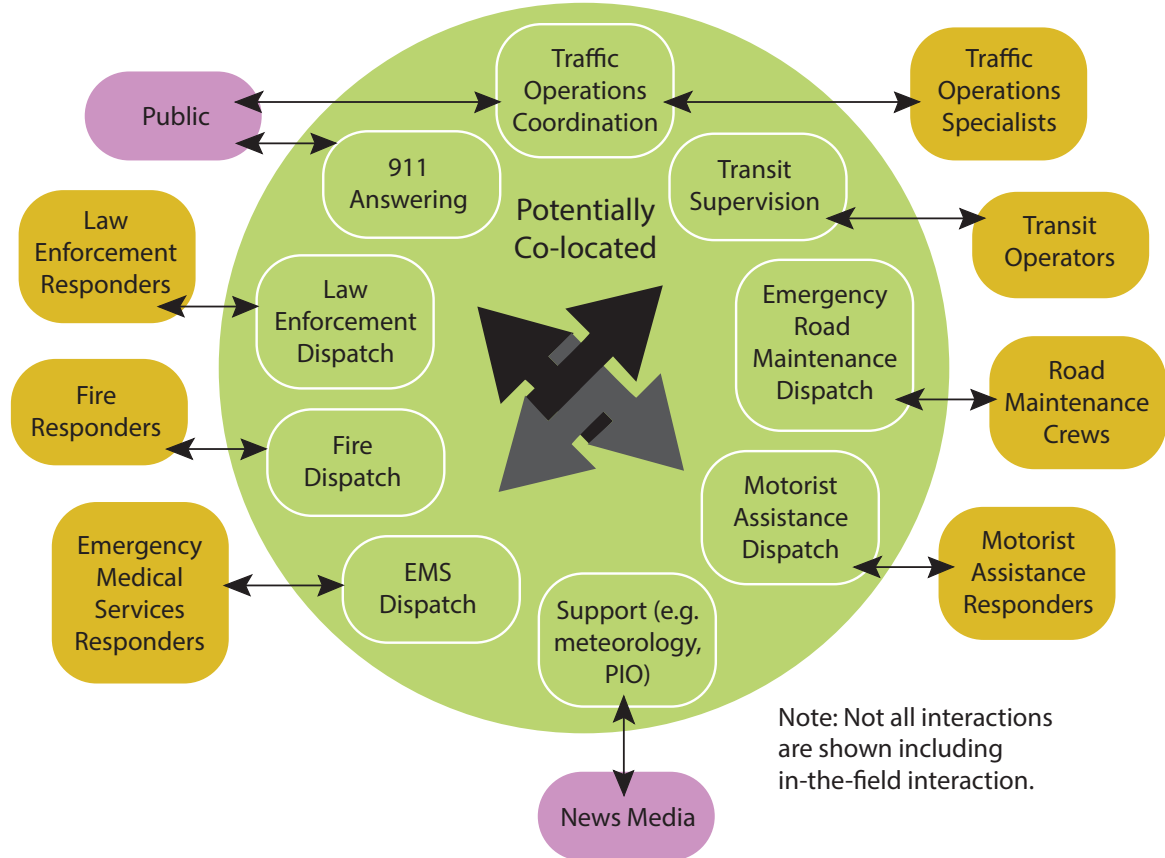 Traffic
Operations
Coordination
Traffic
Operations
Specialists
Public
911
Answering
Transit
Supervision
Potentially
Co-located
Law
Enforcement
Responders
Transit
Operators
Law
Enforcement
Dispatch
Emergency
Road
Maintenance
Dispatch
Fire
Responders
Road
Maintenance
Crews
Fire
Dispatch
Motorist
Assistance
Dispatch
Emergency
Medical
Services
Responders
EMS
Dispatch
Motorist
Assistance
Responders
Support (e.g.
meteorology,
PIO)
Note: Not all interactions
are shown including
in-the-field interaction.
News Media